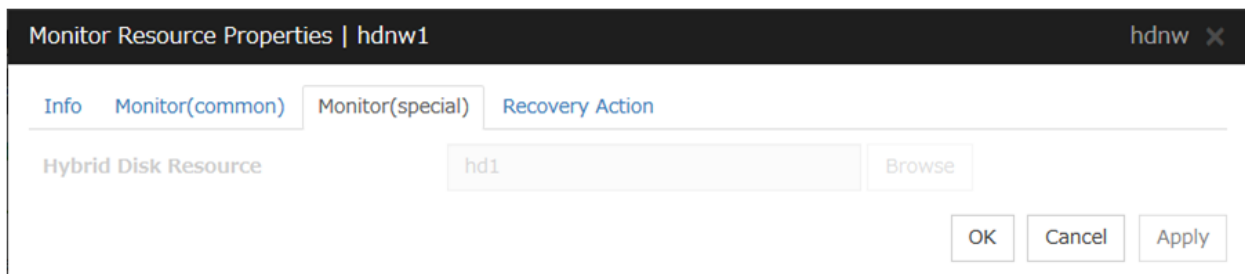 Monitor Resource Properties | hdnw1 hdnw ×
Info Monitor(common) Monitor(special) Recovery Action
Hybrid Disk Resource hd1 Browse
OK Cancel Apply